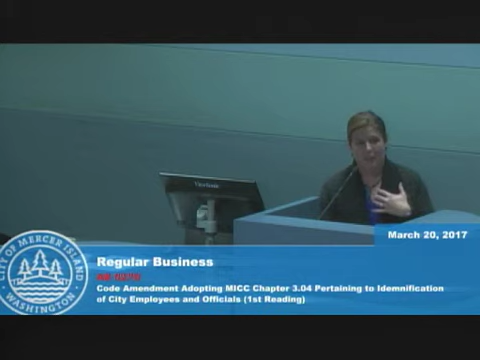 ViewSonic
March 20, 2017
CITY OF MERCER ISLAND
WASHINGTON
Regular Business
Code Amendment Adopting MICC Chapter 3.04 Pertaining to Idemnification
of City Employees and Officials (1st Reading)